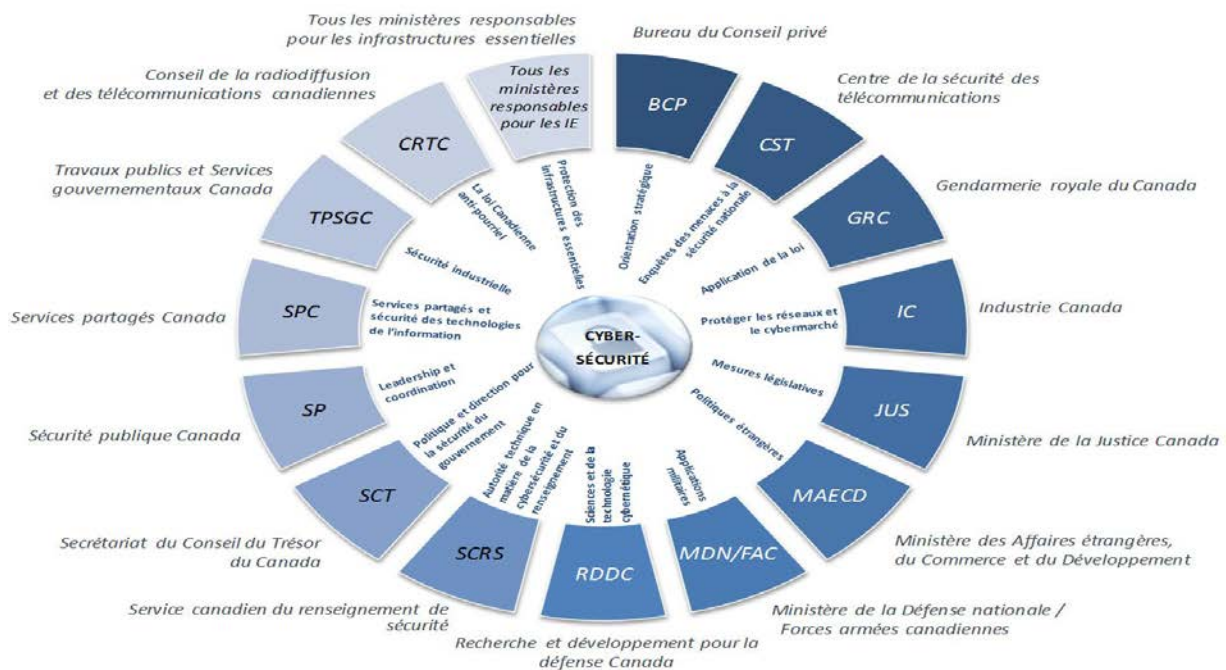 Tous les ministères responsables
pour les infrastructures essentielles
Tous les
ministères
responsables
pour les IE
Protection des
infrastructures essentielles
Bureau du Conseil privé
BCP
Orientation stratégique
Centre de la sécurité des
télécommunications
CST
Enquêtes des menaces à la
sécurité nationale
Gendarmerie royale du Canada
GRC
Application de la loi
Industrie Canada
IC
Protéger les réseaux et
le cybermarché
Ministère de la Justice Canada
JUS
Mesures législatives
Ministère des Affaires étrangères,
du Commerce et du Développement
MAECD
Politiques étrangères
Ministère de la Défense nationale /
Forces armées canadiennes
MDN/FAC
Applications
militaires
Recherche et développement pour la
défense Canada
RDDC
Sciences et de la
technologie
cybernétique
Service canadien du renseignement de
sécurité
SCRS
Autorité technique en
matière de la
cybersécurité et du
renseignement
Secrétariat du Conseil du Trésor
du Canada
SCT
Politique et direction pour
la sécurité du
gouvernement
Sécurité publique Canada
SP
Leadership et
coordination
Services partagés Canada
SPC
Services partagés et
sécurité des technologies
de l'information
Travaux publics et Services
gouvernementaux Canada
TPSGC
Sécurité industrielle
Conseil de la radiodiffusion
et des télécommunications canadiennes
CRTC
La loi Canadienne
anti-pourriel
CYBER-
SÉCURITÉ